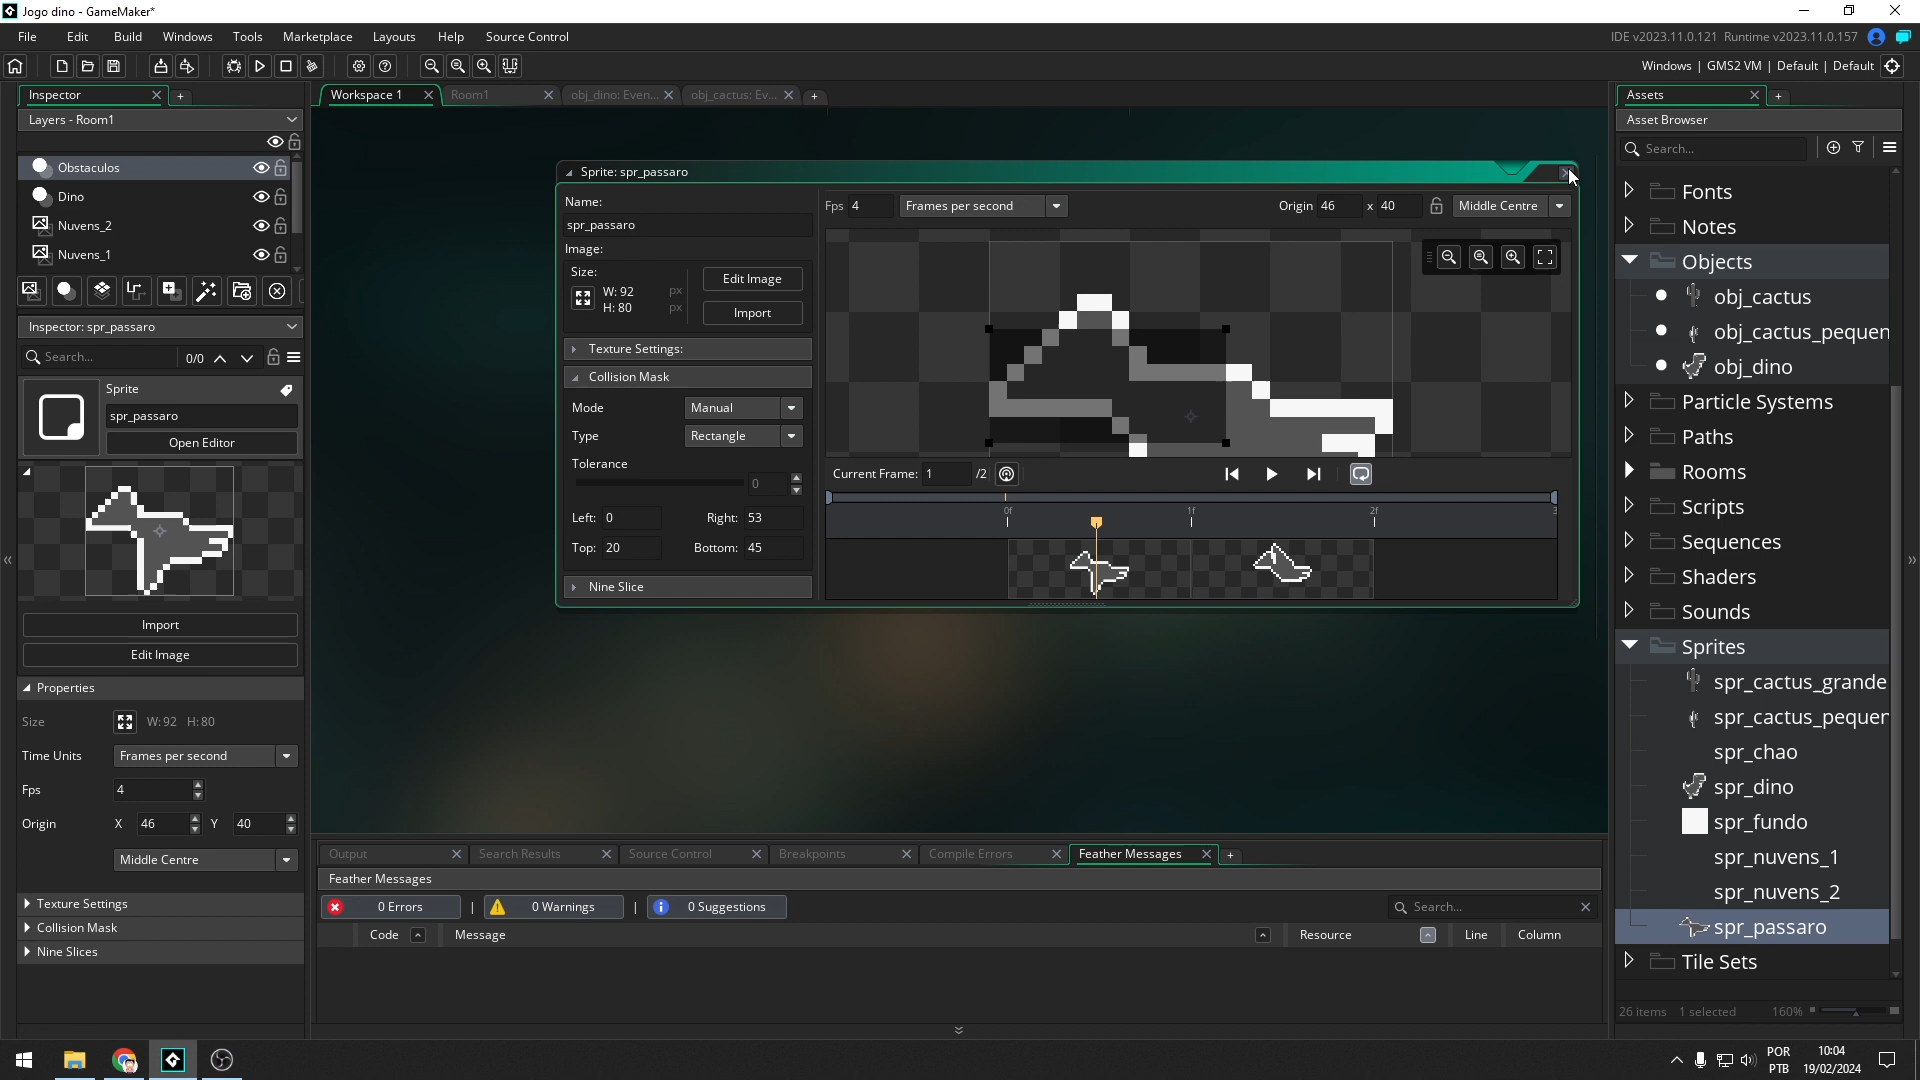 Jogo dino - GameMaker*
File Edit Build Windows Tools Marketplace Layouts Help Source Control
IDE v2023.11.0.121 Runtime v2023.11.0.157
Windows | GMS2 VM | Default | Default
Inspector
Layers - Room1
Obstaculos
Dino
Nuvens_2
Nuvens_1
Inspector: spr_passaro
Search... 0/0
Sprite
spr_passaro
Open Editor
Import
Edit Image
Properties
Size W:92 H:80
Time Units Frames per second
Fps 4
Origin X 46 Y 40
Middle Centre
Texture Settings
Collision Mask
Nine Slices
Workspace 1 Room1 obj_dino: Even... obj_cactus: Ev...
Sprite: spr_passaro
Name:
spr_passaro
Image:
Size:
W: 92 px
H: 80 px
Edit Image
Import
Texture Settings:
Collision Mask
Mode Manual
Type Rectangle
Tolerance
0
Left: 0 Right: 53
Top: 20 Bottom: 45
Nine Slice
Fps 4 Frames per second Origin 46 x 40 Middle Centre
Current Frame: 1 /2
0f 1f 2f 3
Output Search Results Source Control Breakpoints Compile Errors Feather Messages
Feather Messages
0 Errors | 0 Warnings | 0 Suggestions Search...
Code Message Resource Line Column
Assets
Asset Browser
Search...
Fonts
Notes
Objects
obj_cactus
obj_cactus_pequen
obj_dino
Particle Systems
Paths
Rooms
Scripts
Sequences
Shaders
Sounds
Sprites
spr_cactus_grande
spr_cactus_pequen
spr_chao
spr_dino
spr_fundo
spr_nuvens_1
spr_nuvens_2
spr_passaro
Tile Sets
26 items 1 selected 160%
POR
PTB
10:04
19/02/2024